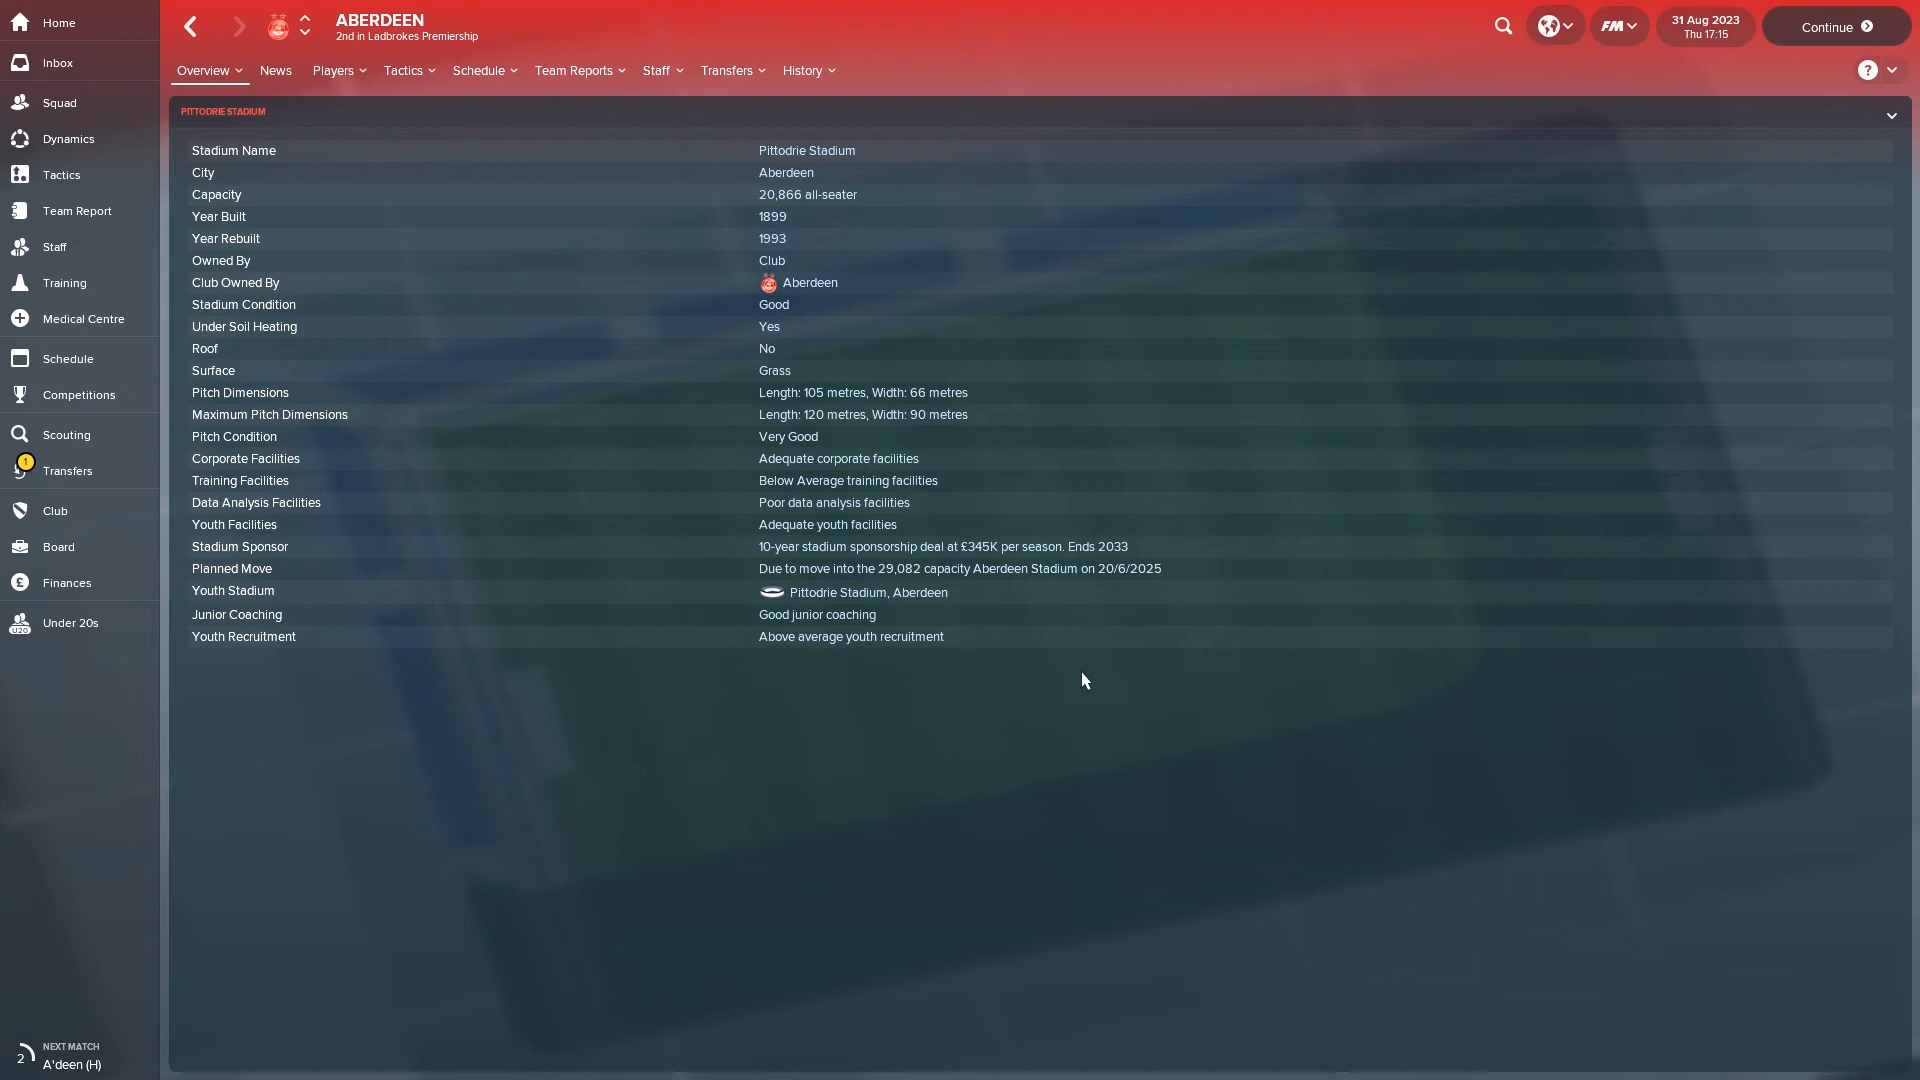 Home
Inbox
Squad
Dynamics
Tactics
Team Report
Staff
Training
Medical Centre
Schedule
Competitions
Scouting
1
Transfers
Club
Board
Finances
U20
Under 20s
2
NEXT MATCH
A'deen (H)
ABERDEEN
2nd in Ladbrokes Premiership
FM
31 Aug 2023
Thu 17:15
Continue
Overview News Players Tactics Schedule Team Reports Staff Transfers History
?
PITTODRIE STADIUM
Stadium Name Pittodrie Stadium
City Aberdeen
Capacity 20,866 all-seater
Year Built 1899
Year Rebuilt 1993
Owned By Club
Club Owned By Aberdeen
Stadium Condition Good
Under Soil Heating Yes
Roof No
Surface Grass
Pitch Dimensions Length: 105 metres, Width: 66 metres
Maximum Pitch Dimensions Length: 120 metres, Width: 90 metres
Pitch Condition Very Good
Corporate Facilities Adequate corporate facilities
Training Facilities Below Average training facilities
Data Analysis Facilities Poor data analysis facilities
Youth Facilities Adequate youth facilities
Stadium Sponsor 10-year stadium sponsorship deal at £345K per season. Ends 2033
Planned Move Due to move into the 29,082 capacity Aberdeen Stadium on 20/6/2025
Youth Stadium Pittodrie Stadium, Aberdeen
Junior Coaching Good junior coaching
Youth Recruitment Above average youth recruitment